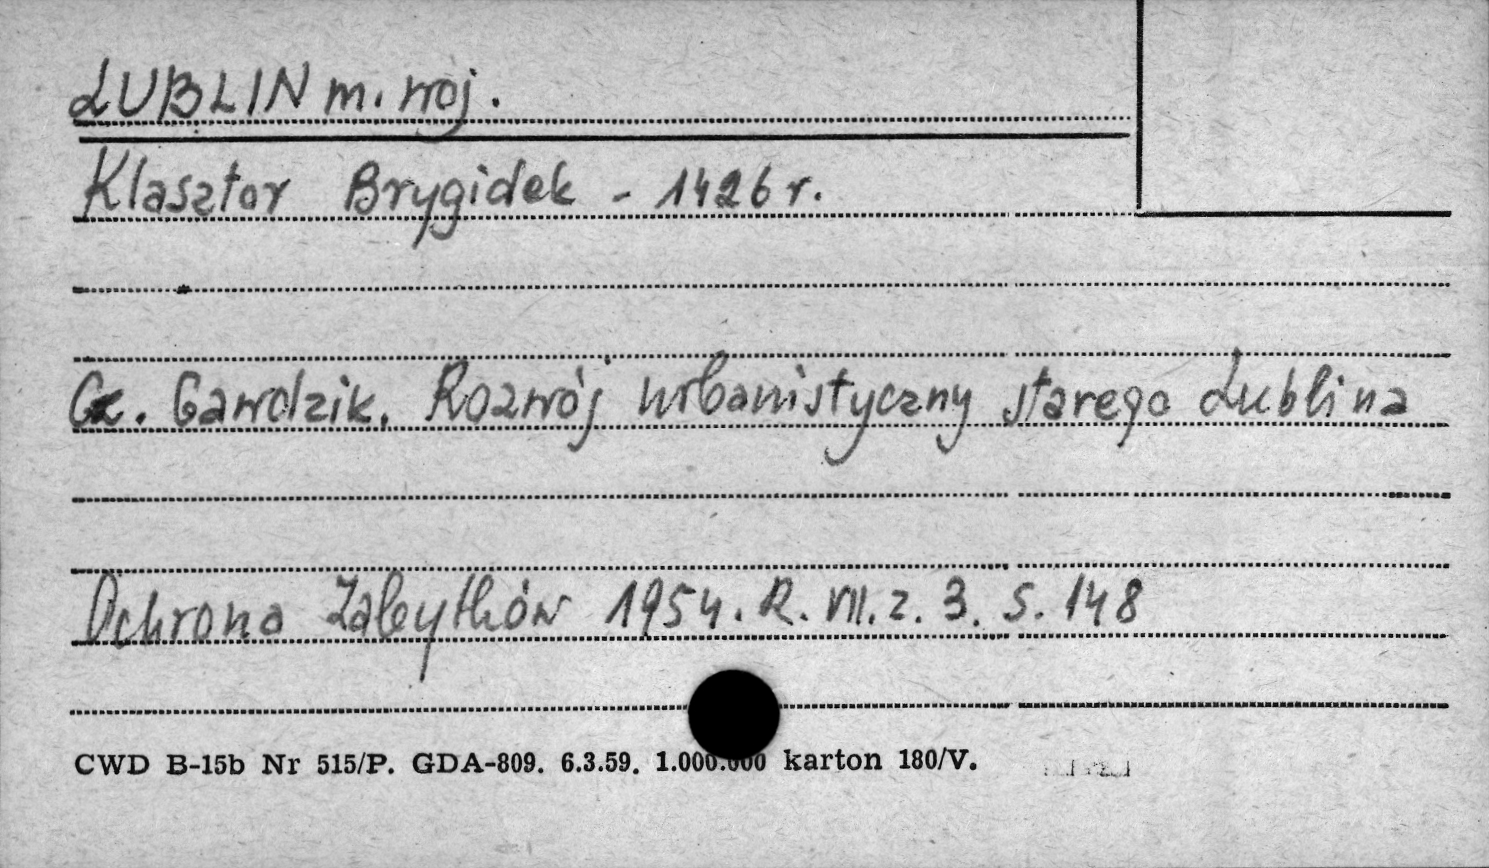 LUBLIN m. woj.
Klasztor Brygidek - 1426 r.
Cz. Gawdzik. Rozwój urbanistyczny starego Lublina
Ochrona Zabytków 1954. R. VII. z. 3. s. 148
CWD B-15b Nr 515/P. GDA-809. 6.3.59. 1.000.000 karton 180/V.